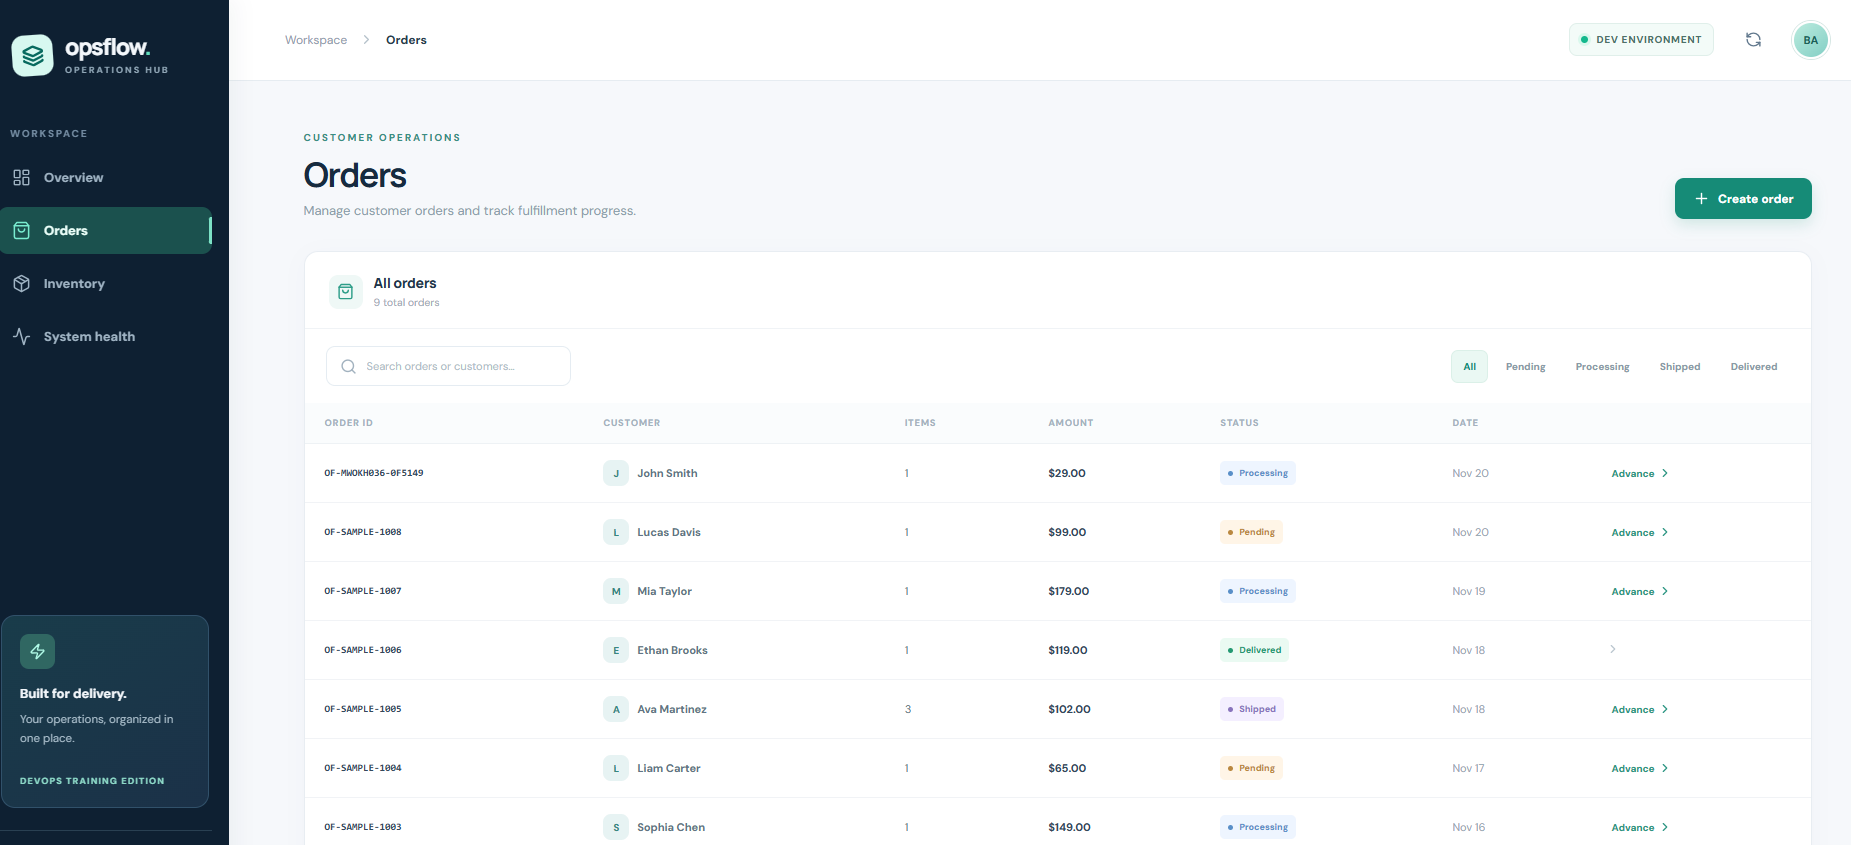 opsflow.
OPERATIONS HUB
WORKSPACE
Overview
Orders
Inventory
System health
Built for delivery.
Your operations, organized in
one place.
DEVOPS TRAINING EDITION
Workspace > Orders
DEV ENVIRONMENT
BA
CUSTOMER OPERATIONS
Orders
Manage customer orders and track fulfillment progress.
+ Create order
All orders
9 total orders
Search orders or customers...
All Pending Processing Shipped Delivered
ORDER ID CUSTOMER ITEMS AMOUNT STATUS DATE
OF-MWOKH036-0F5149 J John Smith 1 $29.00 Processing Nov 20 Advance >
OF-SAMPLE-1008 L Lucas Davis 1 $99.00 Pending Nov 20 Advance >
OF-SAMPLE-1007 M Mia Taylor 1 $179.00 Processing Nov 19 Advance >
OF-SAMPLE-1006 E Ethan Brooks 1 $119.00 Delivered Nov 18 >
OF-SAMPLE-1005 A Ava Martinez 3 $102.00 Shipped Nov 18 Advance >
OF-SAMPLE-1004 L Liam Carter 1 $65.00 Pending Nov 17 Advance >
OF-SAMPLE-1003 S Sophia Chen 1 $149.00 Processing Nov 16 Advance >